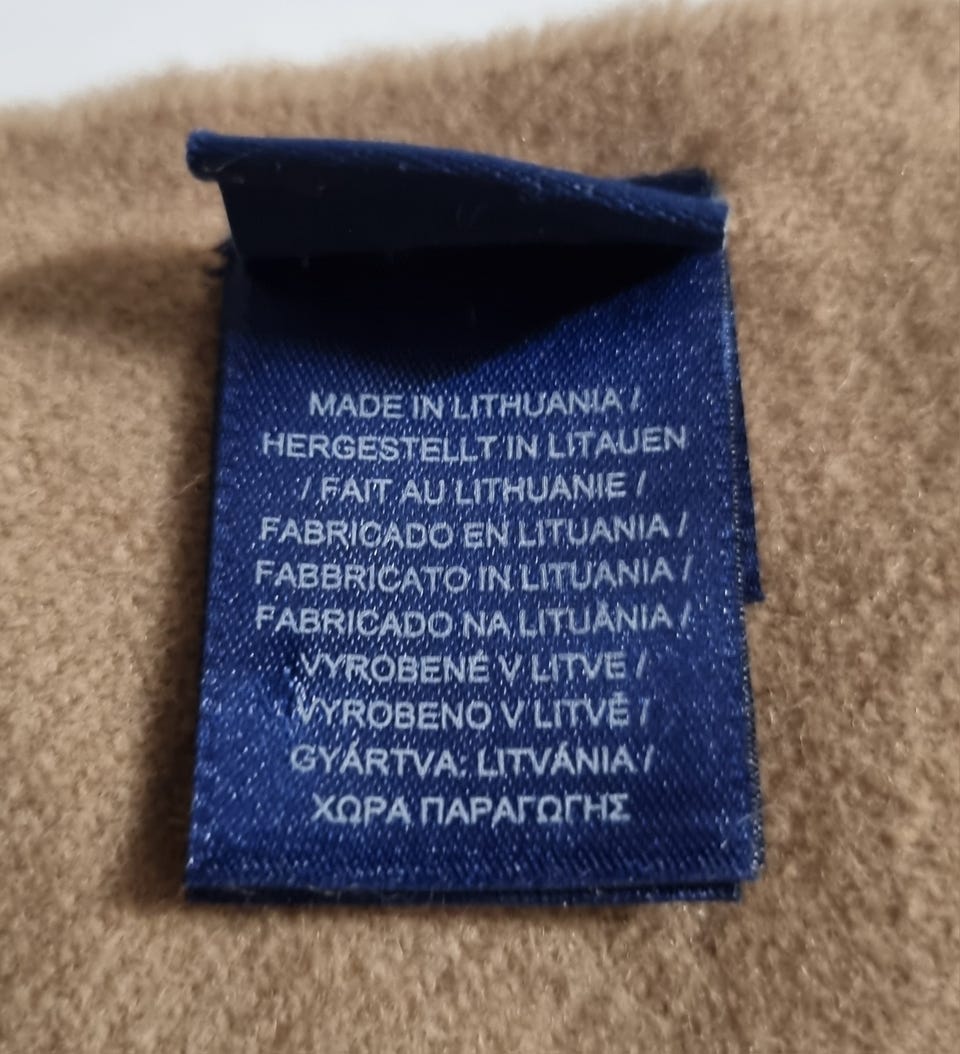 MADE IN LITHUANIA /
HERGESTELLT IN LITAUEN
/ FAIT AU LITHUANIE /
FABRICADO EN LITUANIA /
FABBRICATO IN LITUANIA /
FABRICADO NA LITUÂNIA /
VYROBENÉ V LITVE /
VYROBENO V LITVĚ /
GYÁRTVA: LITVÁNIA /
ΧΩΡΑ ΠΑΡΑΓΩΓΗΣ